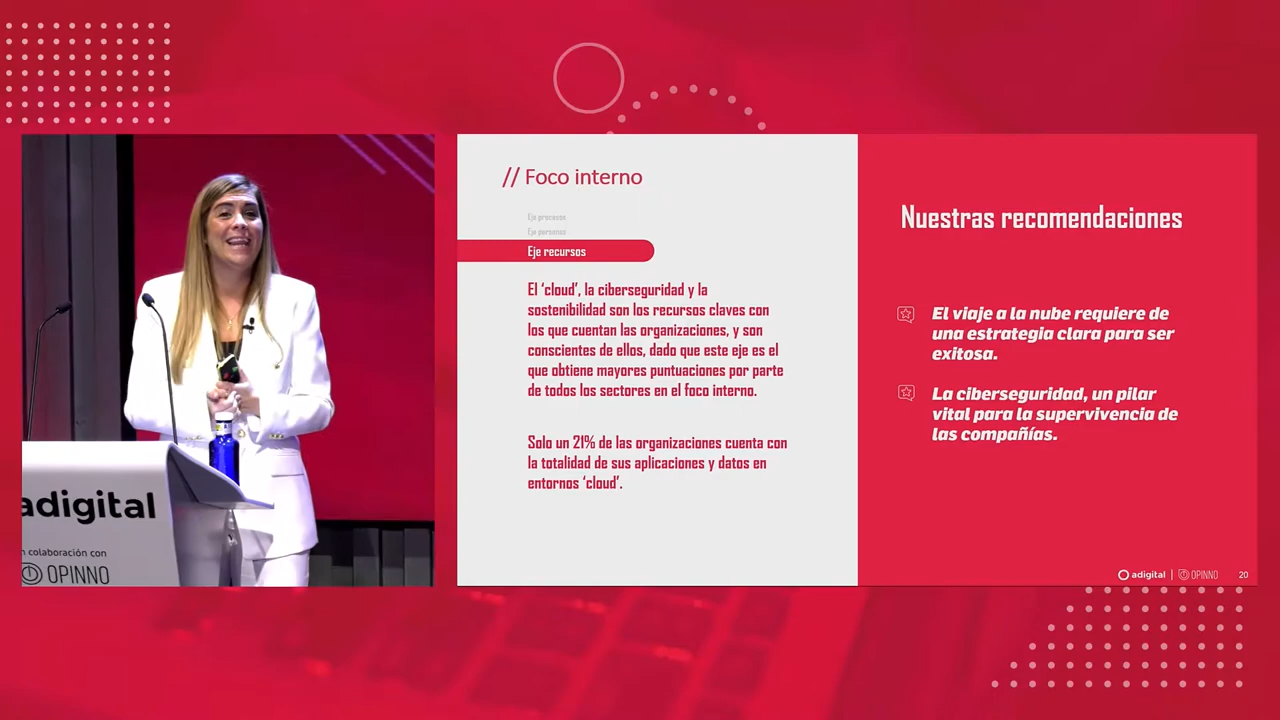 adigital
n colaboración con
OPINNO
// Foco interno
Eje procesos
Eje personas
Eje recursos
El ‘cloud’, la ciberseguridad y la
sostenibilidad son los recursos claves con
los que cuentan las organizaciones, y son
conscientes de ellos, dado que este eje es el
que obtiene mayores puntuaciones por parte
de todos los sectores en el foco interno.
Solo un 21% de las organizaciones cuenta con
la totalidad de sus aplicaciones y datos en
entornos ‘cloud’.
Nuestras recomendaciones
El viaje a la nube requiere de
una estrategia clara para ser
exitosa.
La ciberseguridad, un pilar
vital para la supervivencia de
las compañías.
adigital | OPINNO 20